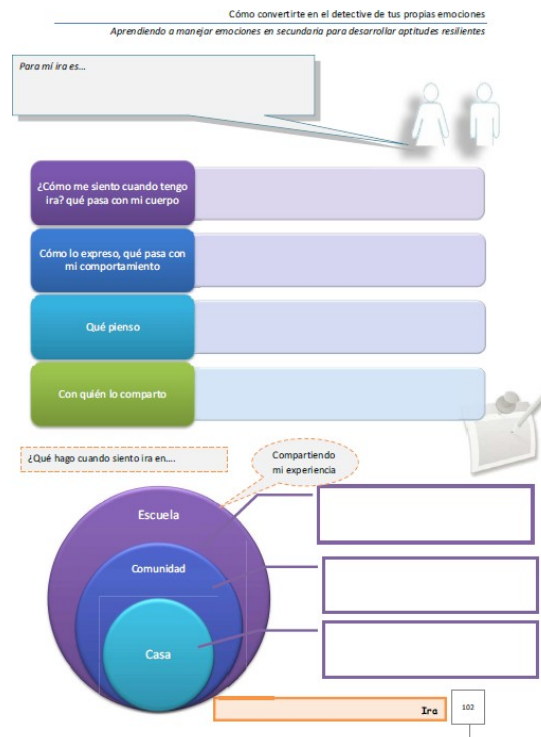 Cómo convertirte en el detective de tus propias emociones
Aprendiendo a manejar emociones en secundaria para desarrollar aptitudes resilientes
Para mí ira es...
¿Cómo me siento cuando tengo
ira? qué pasa con mi cuerpo
Cómo lo expreso, qué pasa con
mi comportamiento
Qué pienso
Con quién lo comparto
¿Qué hago cuando siento ira en....
Compartiendo
mi experiencia
Escuela
Comunidad
Casa
Ira
102